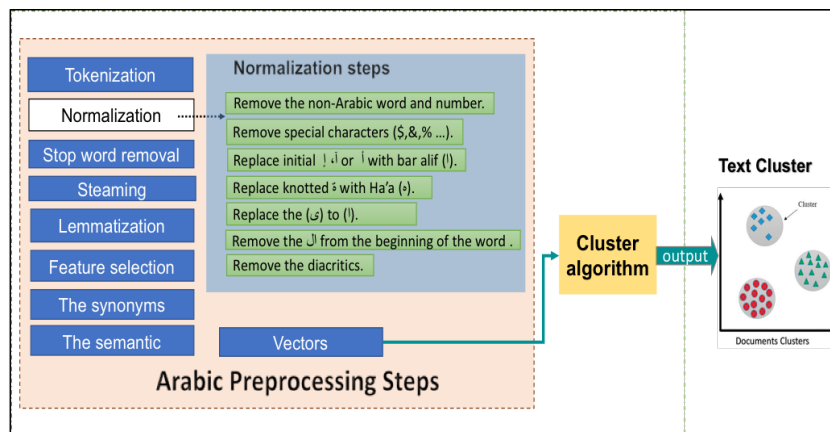 Tokenization
Normalization
Stop word removal
Steaming
Lemmatization
Feature selection
The synonyms
The semantic
Normalization steps
Remove the non-Arabic word and number.
Remove special characters ($,&,% ...).
Replace initial إ, آ or أ with bar alif (ا).
Replace knotted ة with Ha'a (ه).
Replace the (ى) to (ا).
Remove the ال from the beginning of the word .
Remove the diacritics.
Vectors
Arabic Preprocessing Steps
Cluster
algorithm
output
Text Cluster
Cluster
Documents Clusters